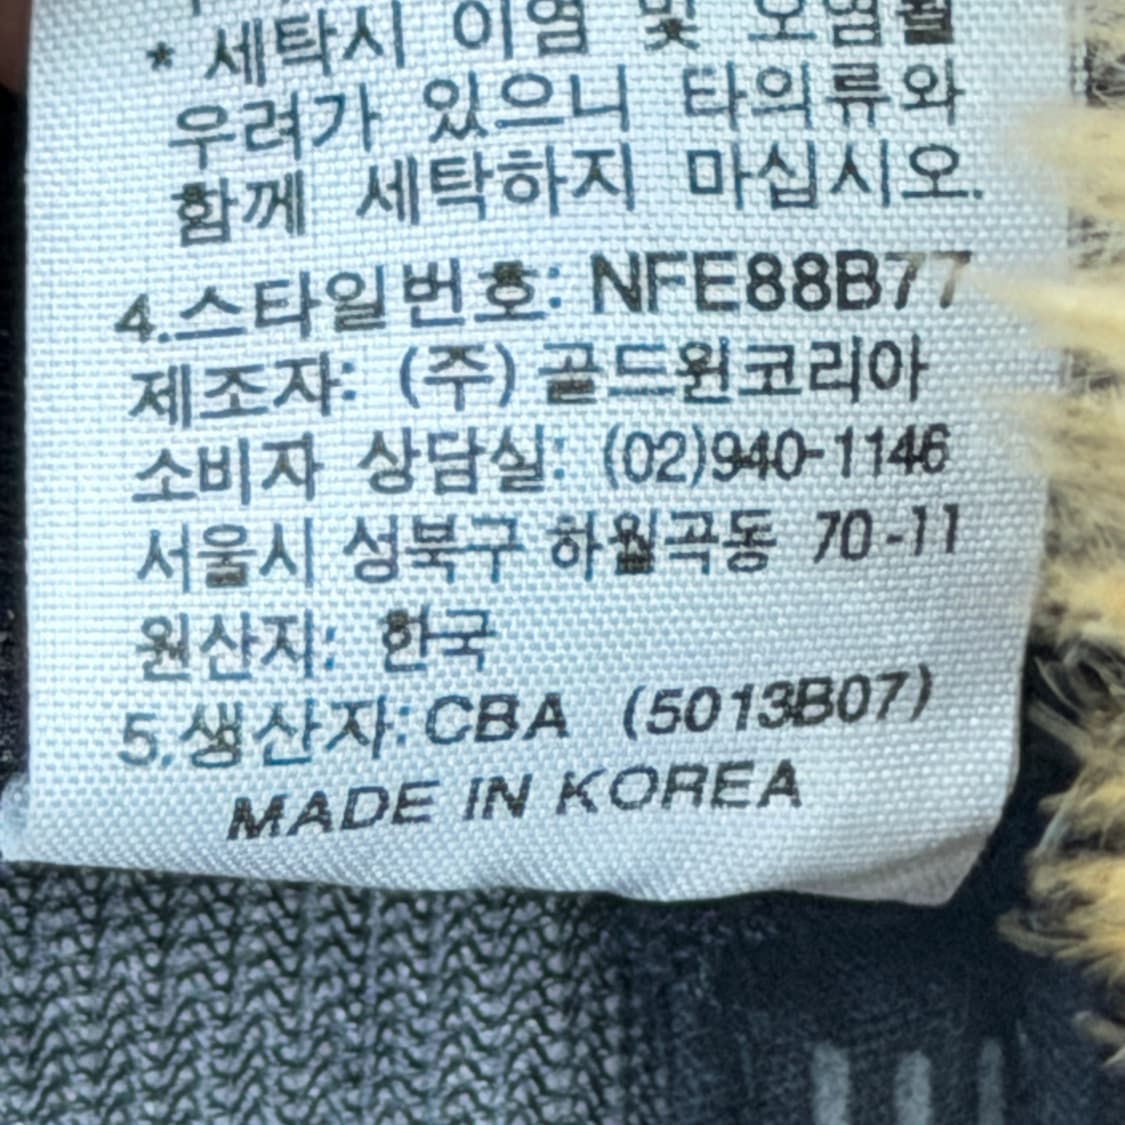 * 세탁시 이염 및 오염될
우려가 있으니 타의류와
함께 세탁하지 마십시오.
4.스타일번호: NFE88B77
제조자: (주) 골드윈코리아
소비자 상담실: (02)940-1146
서울시 성북구 하월곡동 70-11
원산지: 한국
5.생산자:CBA (5013B07)
MADE IN KOREA